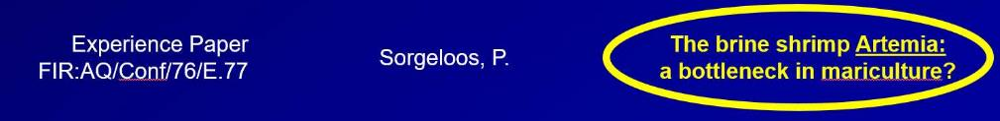 Experience Paper
FIR:AQ/Conf/76/E.77
Sorgeloos, P.
The brine shrimp Artemia:
a bottleneck in mariculture?